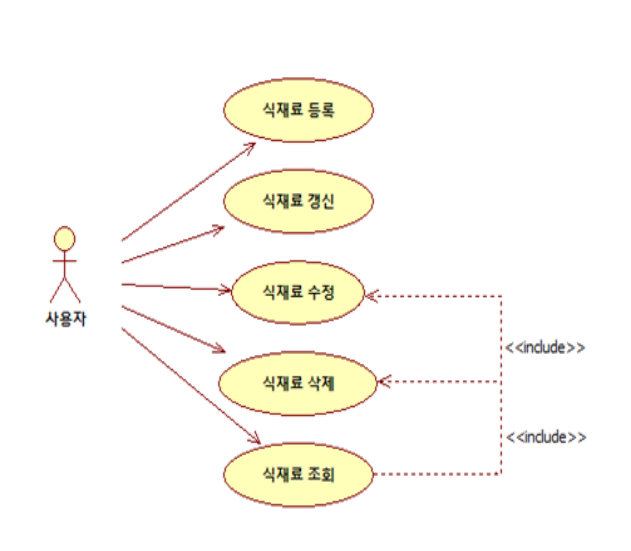 식재료 등록
식재료 갱신
식재료 수정
사용자
<<include>>
식재료 삭제
<<include>>
식재료 조회